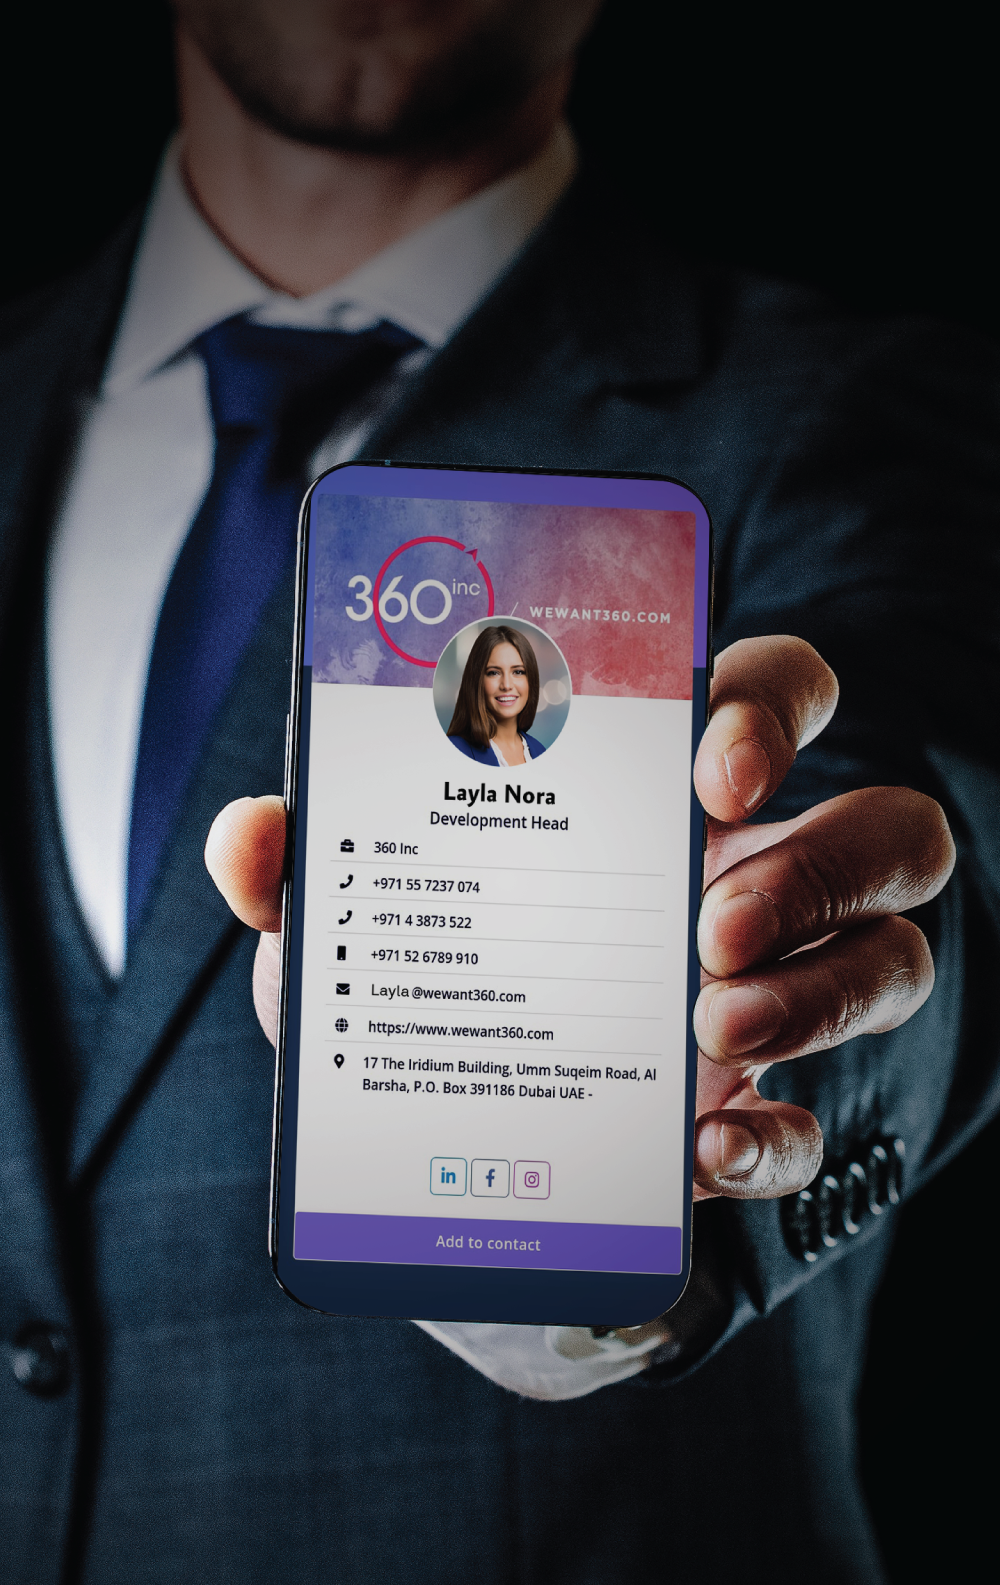 360inc
/ WEWANT360.COM
Layla Nora
Development Head
360 Inc
+971 55 7237 074
+971 4 3873 522
+971 52 6789 910
Layla@wewant360.com
https://www.wewant360.com
17 The Iridium Building, Umm Suqeim Road, Al
Barsha, P.O. Box 391186 Dubai UAE -
in f
Add to contact